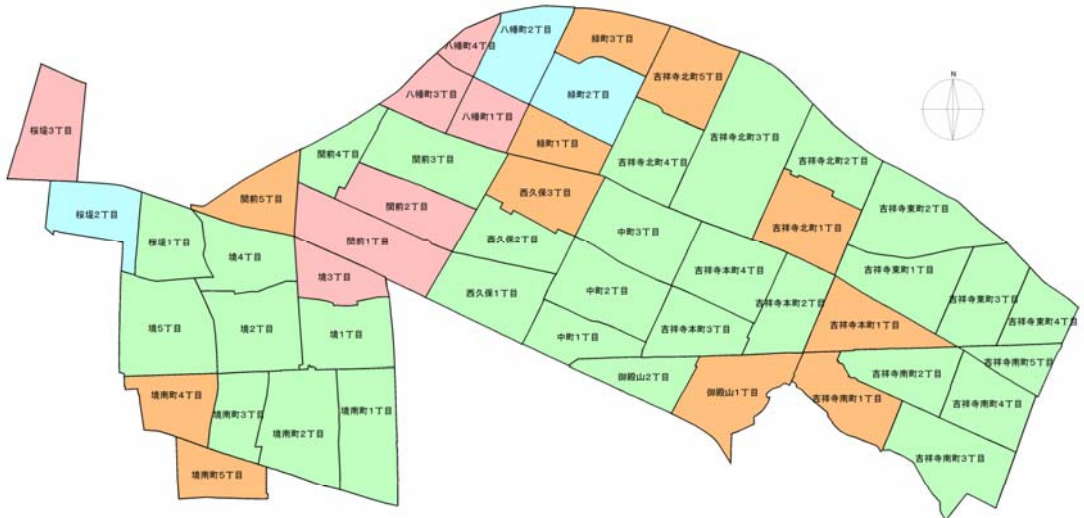 八幡町2丁目
緑町3丁目
八幡町4丁目
吉祥寺北町5丁目
八幡町3丁目
緑町2丁目
八幡町1丁目
桜堤3丁目
吉祥寺北町3丁目
緑町1丁目
関前4丁目
関前3丁目
吉祥寺北町4丁目
吉祥寺北町2丁目
西久保3丁目
関前5丁目
関前2丁目
吉祥寺東町2丁目
桜堤2丁目
吉祥寺北町1丁目
中町3丁目
西久保2丁目
桜堤1丁目
関前1丁目
境4丁目
吉祥寺本町4丁目
吉祥寺東町1丁目
境3丁目
中町2丁目
西久保1丁目
吉祥寺本町2丁目
吉祥寺東町3丁目
吉祥寺東町4丁目
吉祥寺本町1丁目
境5丁目
境2丁目
吉祥寺本町3丁目
境1丁目
中町1丁目
吉祥寺南町5丁目
吉祥寺南町2丁目
御殿山2丁目
御殿山1丁目
境南町4丁目
吉祥寺南町1丁目
吉祥寺南町4丁目
境南町1丁目
境南町3丁目
境南町2丁目
吉祥寺南町3丁目
境南町5丁目
N